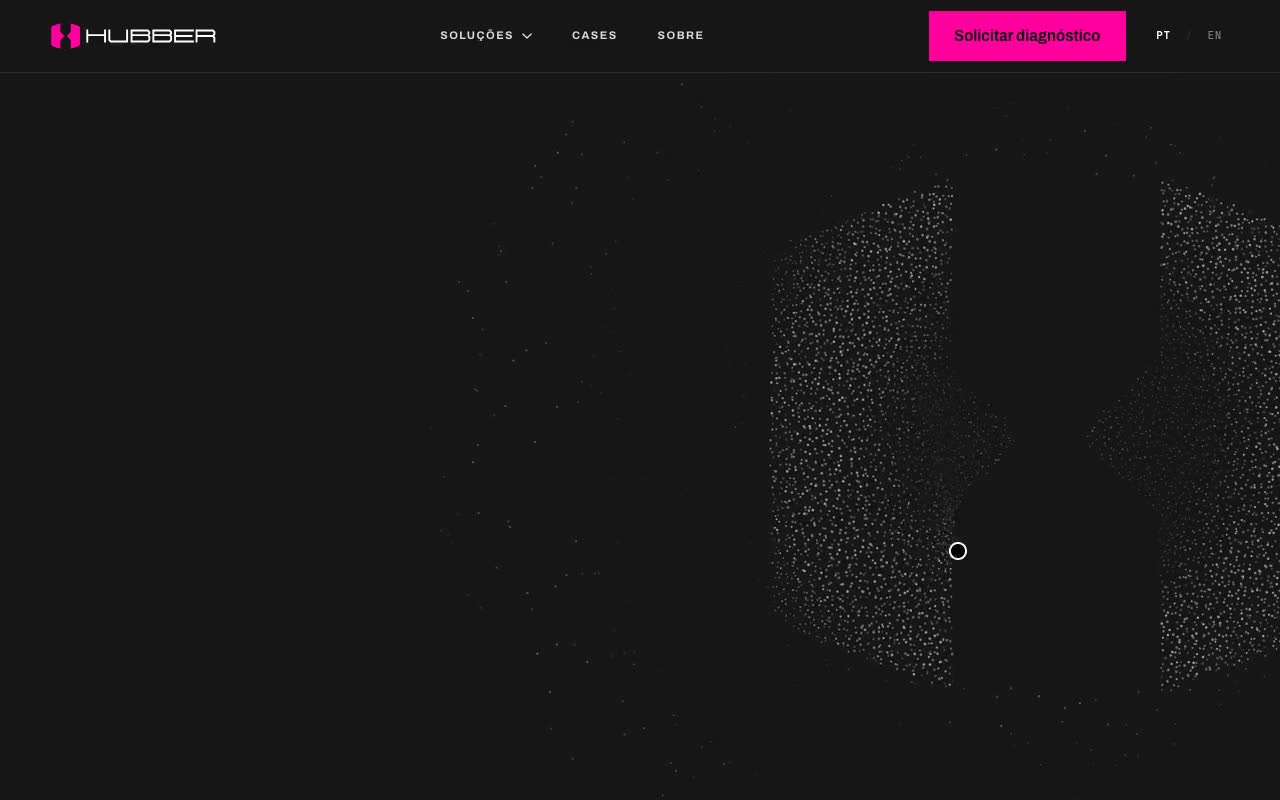 HUBBER
SOLUÇÕES
CASES
SOBRE
Solicitar diagnóstico
PT / EN